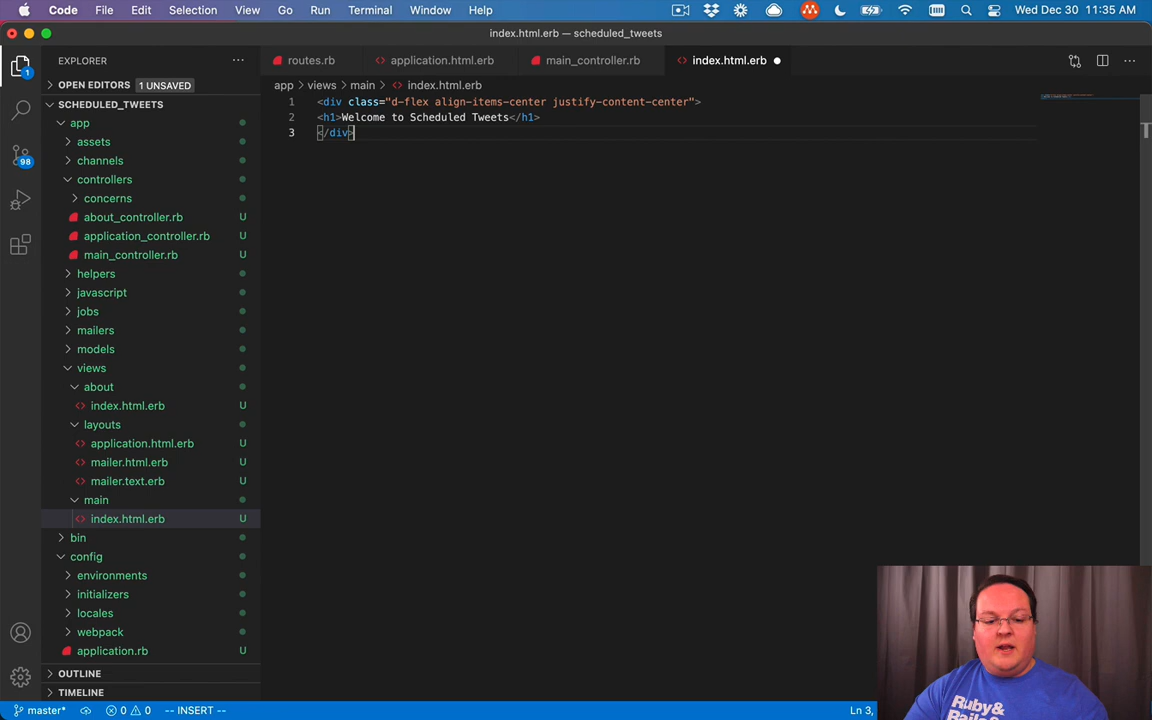 Code File Edit Selection View Go Run Terminal Window Help Wed Dec 30 11:35 AM
index.html.erb — scheduled_tweets
EXPLORER
routes.rb application.html.erb main_controller.rb index.html.erb
1
OPEN EDITORS 1 UNSAVED
app > views > main > index.html.erb
SCHEDULED_TWEETS
1 <div class="d-flex align-items-center justify-content-center">
2 <h1>Welcome to Scheduled Tweets</h1>
3 </div>
app
assets
98
channels
controllers
concerns
about_controller.rb U
application_controller.rb U
main_controller.rb U
helpers
javascript
jobs
mailers
models
views
about
index.html.erb U
layouts
application.html.erb U
mailer.html.erb U
mailer.text.erb U
main
index.html.erb U
bin
config
environments
initializers
locales
webpack
application.rb U
OUTLINE
TIMELINE
master* 0 0 -- INSERT -- Ln 3,
Ruby&
Rails&